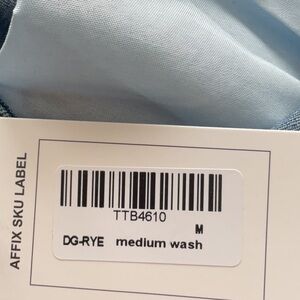 AFFIX SKU LABEL
TTB4610
M
DG-RYE medium wash